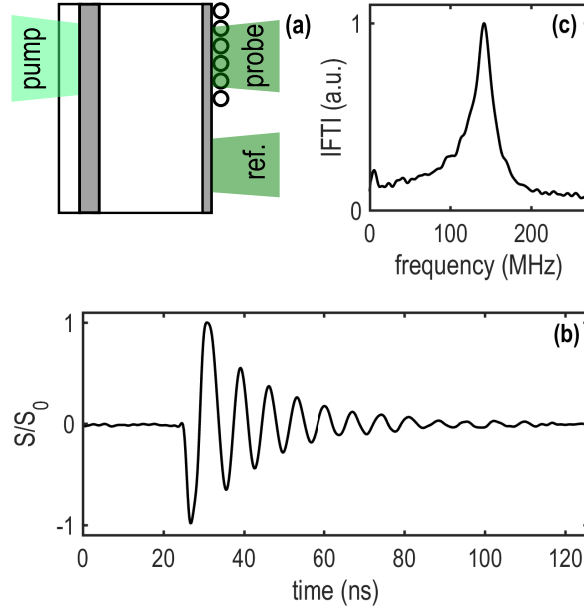 (a)
pump
probe
ref.
(c)
|FT| (a.u.)
1
0
0 100 200
frequency (MHz)
(b)
S/S0
1
0
-1
0 20 40 60 80 100 120
time (ns)